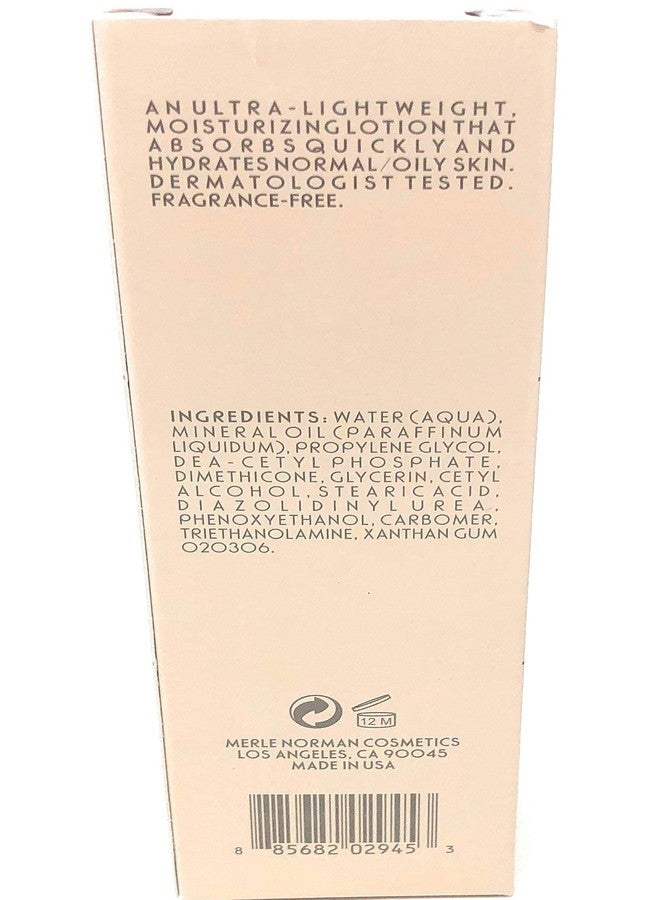 AN ULTRA-LIGHTWEIGHT,
MOISTURIZING LOTION THAT
ABSORBS QUICKLY AND
HYDRATES NORMAL/OILY SKIN.
DERMATOLOGIST TESTED.
FRAGRANCE-FREE.
INGREDIENTS: WATER (AQUA),
MINERAL OIL (PARAFFINUM
LIQUIDUM), PROPYLENE GLYCOL,
DEA-CETYL PHOSPHATE,
DIMETHICONE, GLYCERIN, CETYL
ALCOHOL, STEARIC ACID,
DIAZOLIDINYL UREA,
PHENOXYETHANOL, CARBOMER,
TRIETHANOLAMINE, XANTHAN GUM
020306.
12 M
MERLE NORMAN COSMETICS
LOS ANGELES, CA 90045
MADE IN USA
8 85682 02945 3